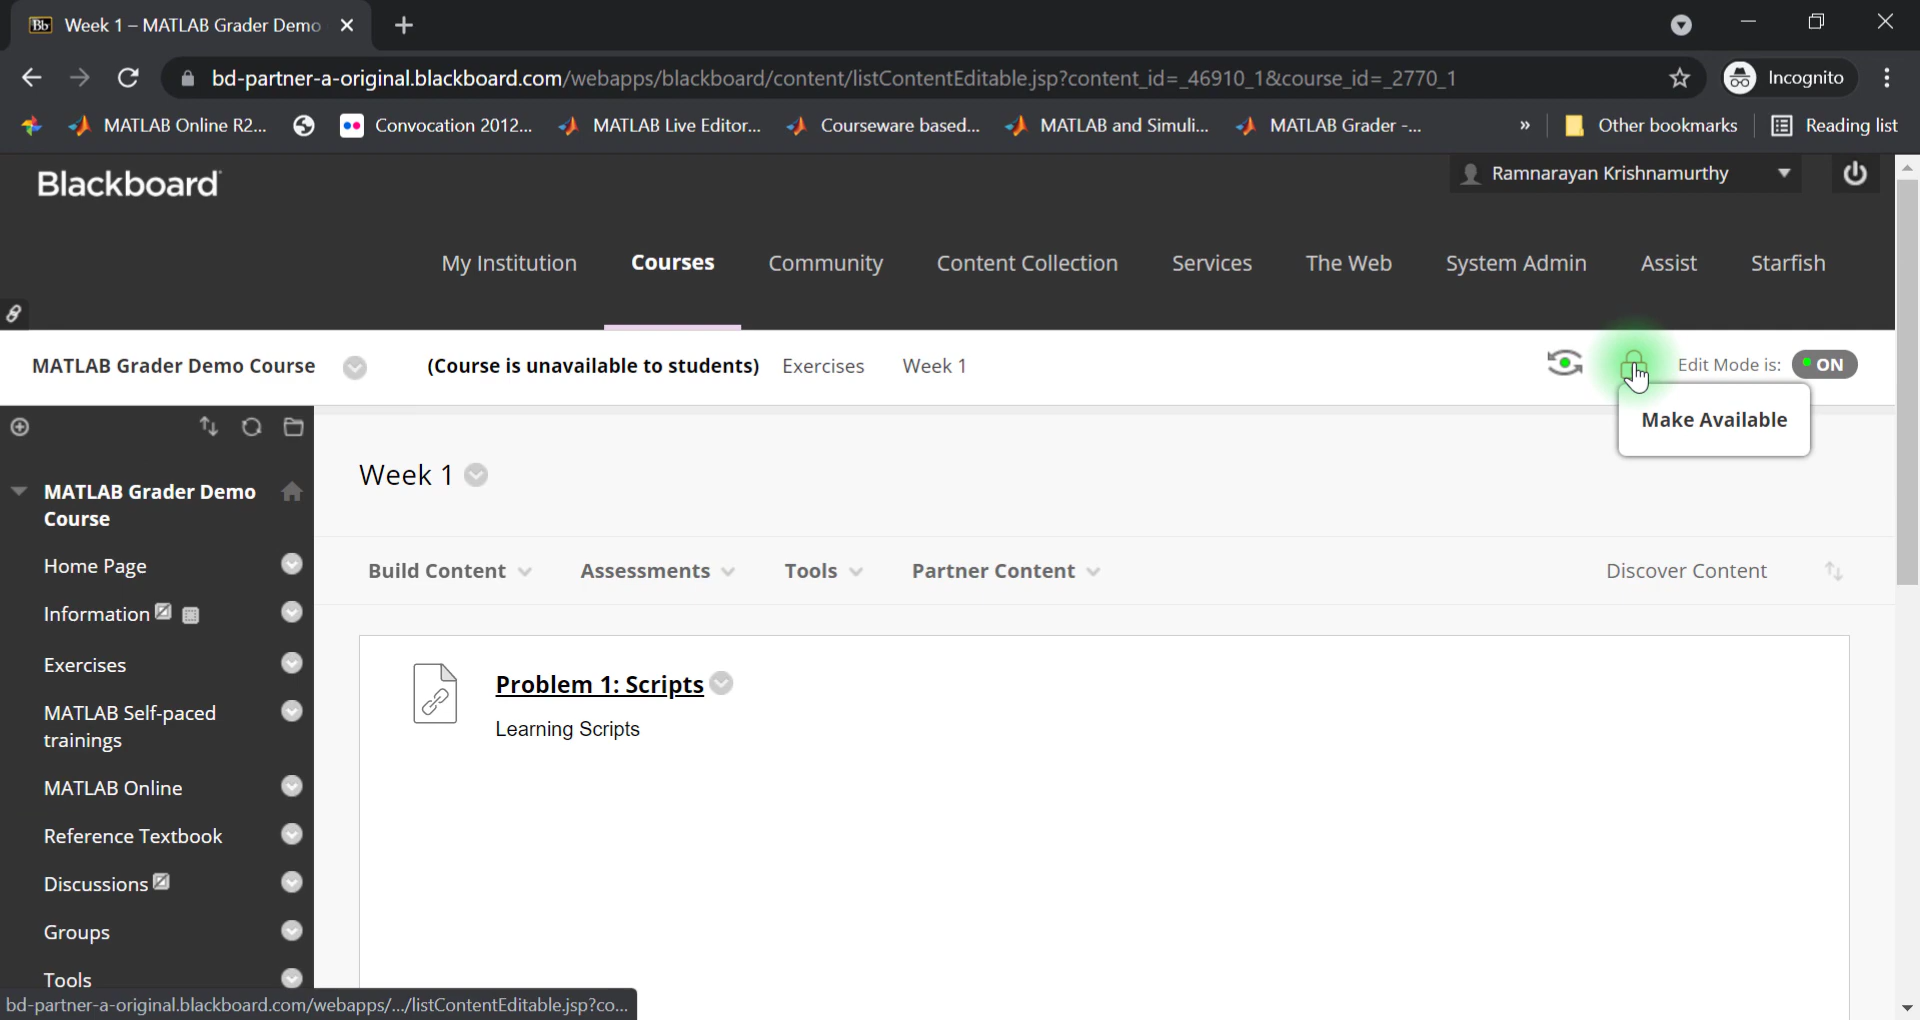 Bb Week 1 – MATLAB Grader Demo
bd-partner-a-original.blackboard.com/webapps/blackboard/content/listContentEditable.jsp?content_id=_46910_1&course_id=_2770_1
Incognito
MATLAB Online R2... Convocation 2012... MATLAB Live Editor... Courseware based... MATLAB and Simuli... MATLAB Grader -... » Other bookmarks Reading list
Blackboard
Ramnarayan Krishnamurthy
My Institution Courses Community Content Collection Services The Web System Admin Assist Starfish
MATLAB Grader Demo Course (Course is unavailable to students) Exercises Week 1 Edit Mode is: ON
Make Available
Week 1
MATLAB Grader Demo
Course
Build Content Assessments Tools Partner Content Discover Content
Home Page
Information
Exercises
MATLAB Self-paced
trainings
MATLAB Online
Reference Textbook
Discussions
Groups
Tools
Problem 1: Scripts
Learning Scripts
bd-partner-a-original.blackboard.com/webapps/.../listContentEditable.jsp?co...